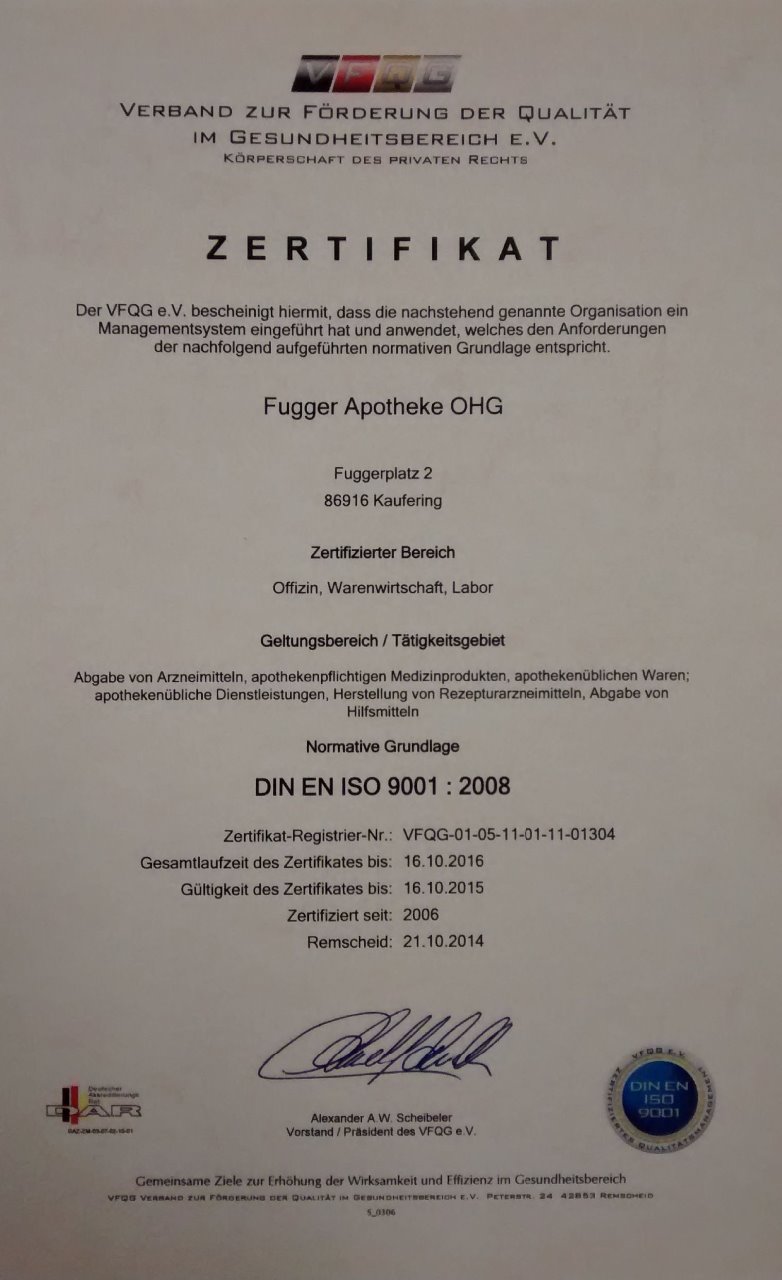 VFQG
VERBAND ZUR FÖRDERUNG DER QUALITÄT
IM GESUNDHEITSBEREICH E.V.
KÖRPERSCHAFT DES PRIVATEN RECHTS
ZERTIFIKAT
Der VFQG e.V. bescheinigt hiermit, dass die nachstehend genannte Organisation ein
Managementsystem eingeführt hat und anwendet, welches den Anforderungen
der nachfolgend aufgeführten normativen Grundlage entspricht.
Fugger Apotheke OHG
Fuggerplatz 2
86916 Kaufering
Zertifizierter Bereich
Offizin, Warenwirtschaft, Labor
Geltungsbereich / Tätigkeitsgebiet
Abgabe von Arzneimitteln, apothekenpflichtigen Medizinprodukten, apothekenüblichen Waren;
apothekenübliche Dienstleistungen, Herstellung von Rezepturarzneimitteln, Abgabe von
Hilfsmitteln
Normative Grundlage
DIN EN ISO 9001 : 2008
Zertifikat-Registrier-Nr.: VFQG-01-05-11-01-11-01304
Gesamtlaufzeit des Zertifikates bis: 16.10.2016
Gültigkeit des Zertifikates bis: 16.10.2015
Zertifiziert seit: 2006
Remscheid: 21.10.2014
Deutscher
Akkreditierungs
Rat
DAR
Alexander A.W. Scheibeler
Vorstand / Präsident des VFQG e.V.
VFQG E.V.
ZERTIFIZIERTES QUALITÄTSMANAGEMENT
DIN EN
ISO
9001
Gemeinsame Ziele zur Erhöhung der Wirksamkeit und Effizienz im Gesundheitsbereich
VFQG VERBAND ZUR FÖRDERUNG DER QUALITÄT IM GESUNDHEITSBEREICH E.V. PETERSTR. 24 42853 REMSCHEID
S_0306